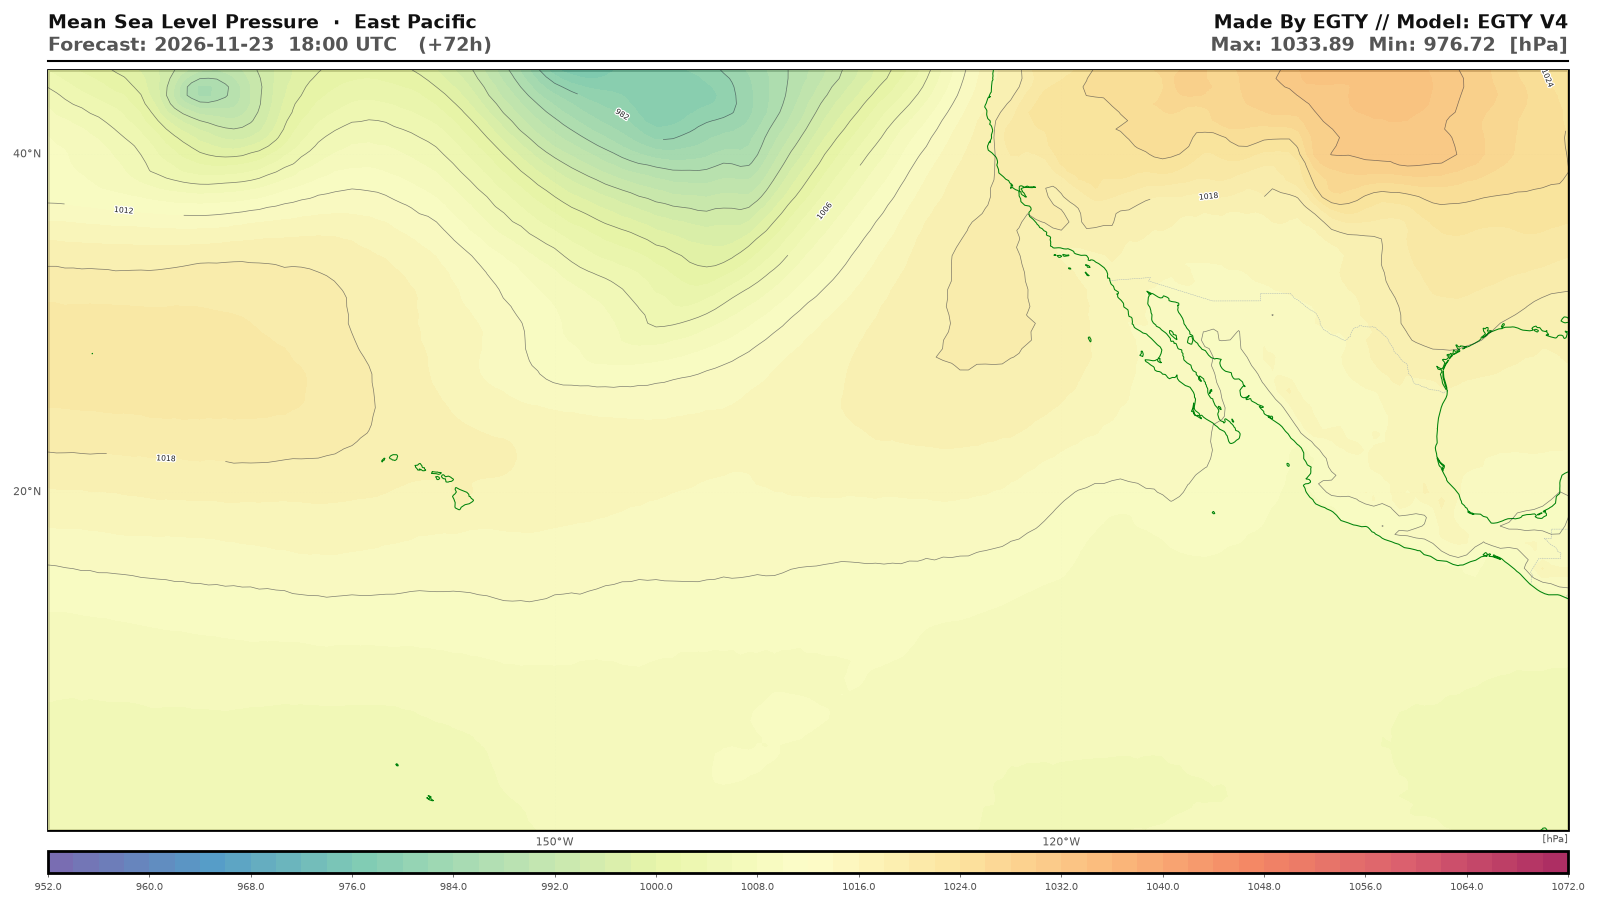 Mean Sea Level Pressure · East Pacific
Made By EGTY // Model: EGTY V4
Forecast: 2026-11-23 18:00 UTC (+72h)
Max: 1033.89 Min: 976.72 [hPa]
1024
982
40°N
1018
1012
1006
1018
20°N
150°W
120°W
[hPa]
952.0
960.0
968.0
976.0
984.0
992.0
1000.0
1008.0
1016.0
1024.0
1032.0
1040.0
1048.0
1056.0
1064.0
1072.0